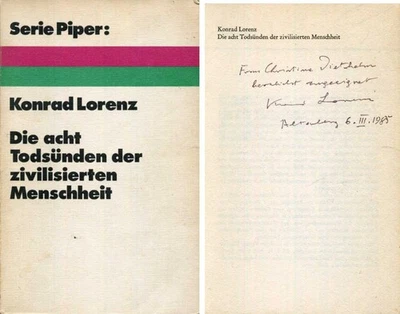 Serie Piper:
Konrad Lorenz
Die acht
Todsünden der
zivilisierten
Menschheit
Konrad Lorenz
Die acht Todsünden der zivilisierten Menschheit
Frau Christine
herzlichst zugeeignet
Konrad Lorenz
6. III. 1985